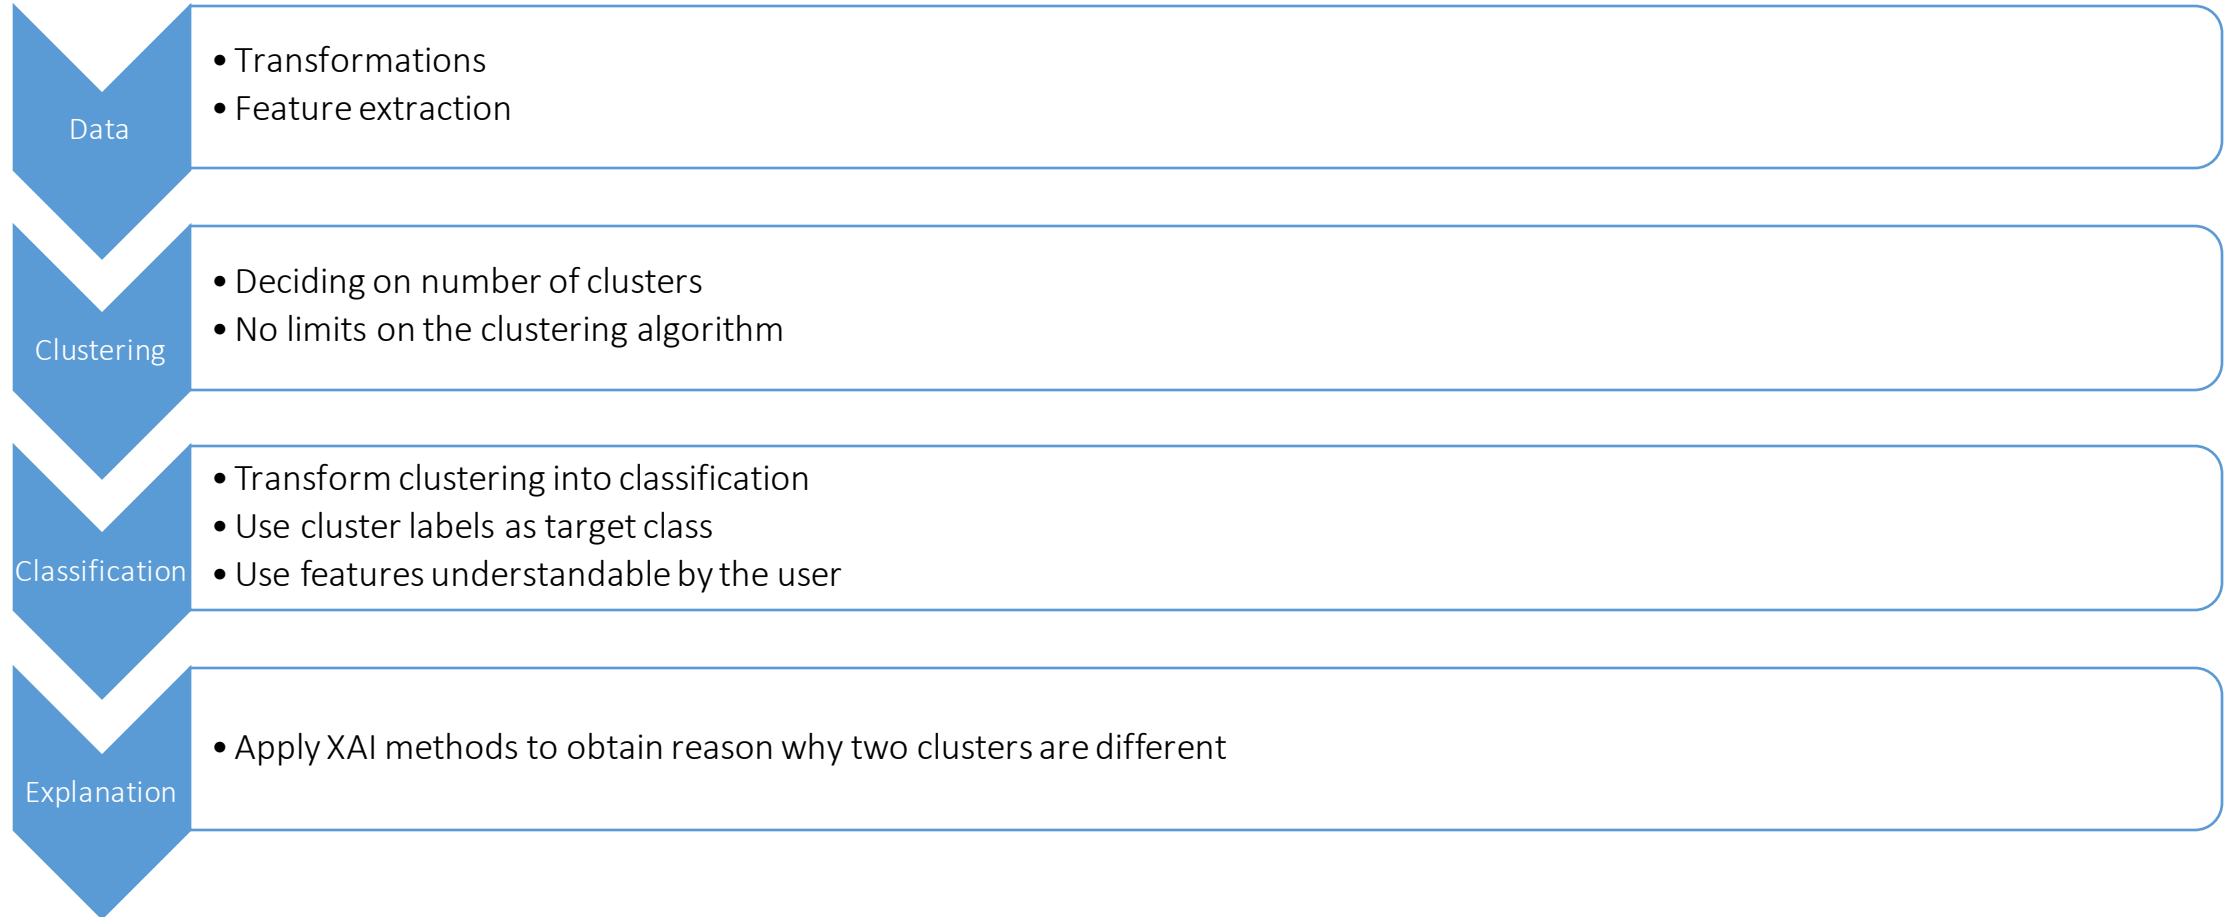 Data
• Transformations
• Feature extraction
Clustering
• Deciding on number of clusters
• No limits on the clustering algorithm
Classification
• Transform clustering into classification
• Use cluster labels as target class
• Use features understandable by the user
Explanation
• Apply XAI methods to obtain reason why two clusters are different